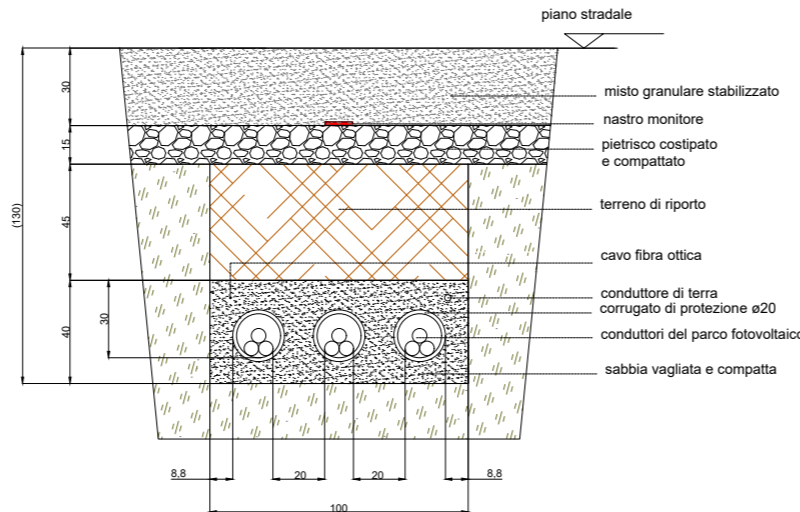 piano stradale
30
misto granulare stabilizzato
nastro monitore
15
pietrisco costipato
e compattato
(130)
45
terreno di riporto
cavo fibra ottica
40
30
conduttore di terra
corrugato di protezione ø20
conduttori del parco fotovoltaico
sabbia vagliata e compatta
8,8
20
20
8,8
100